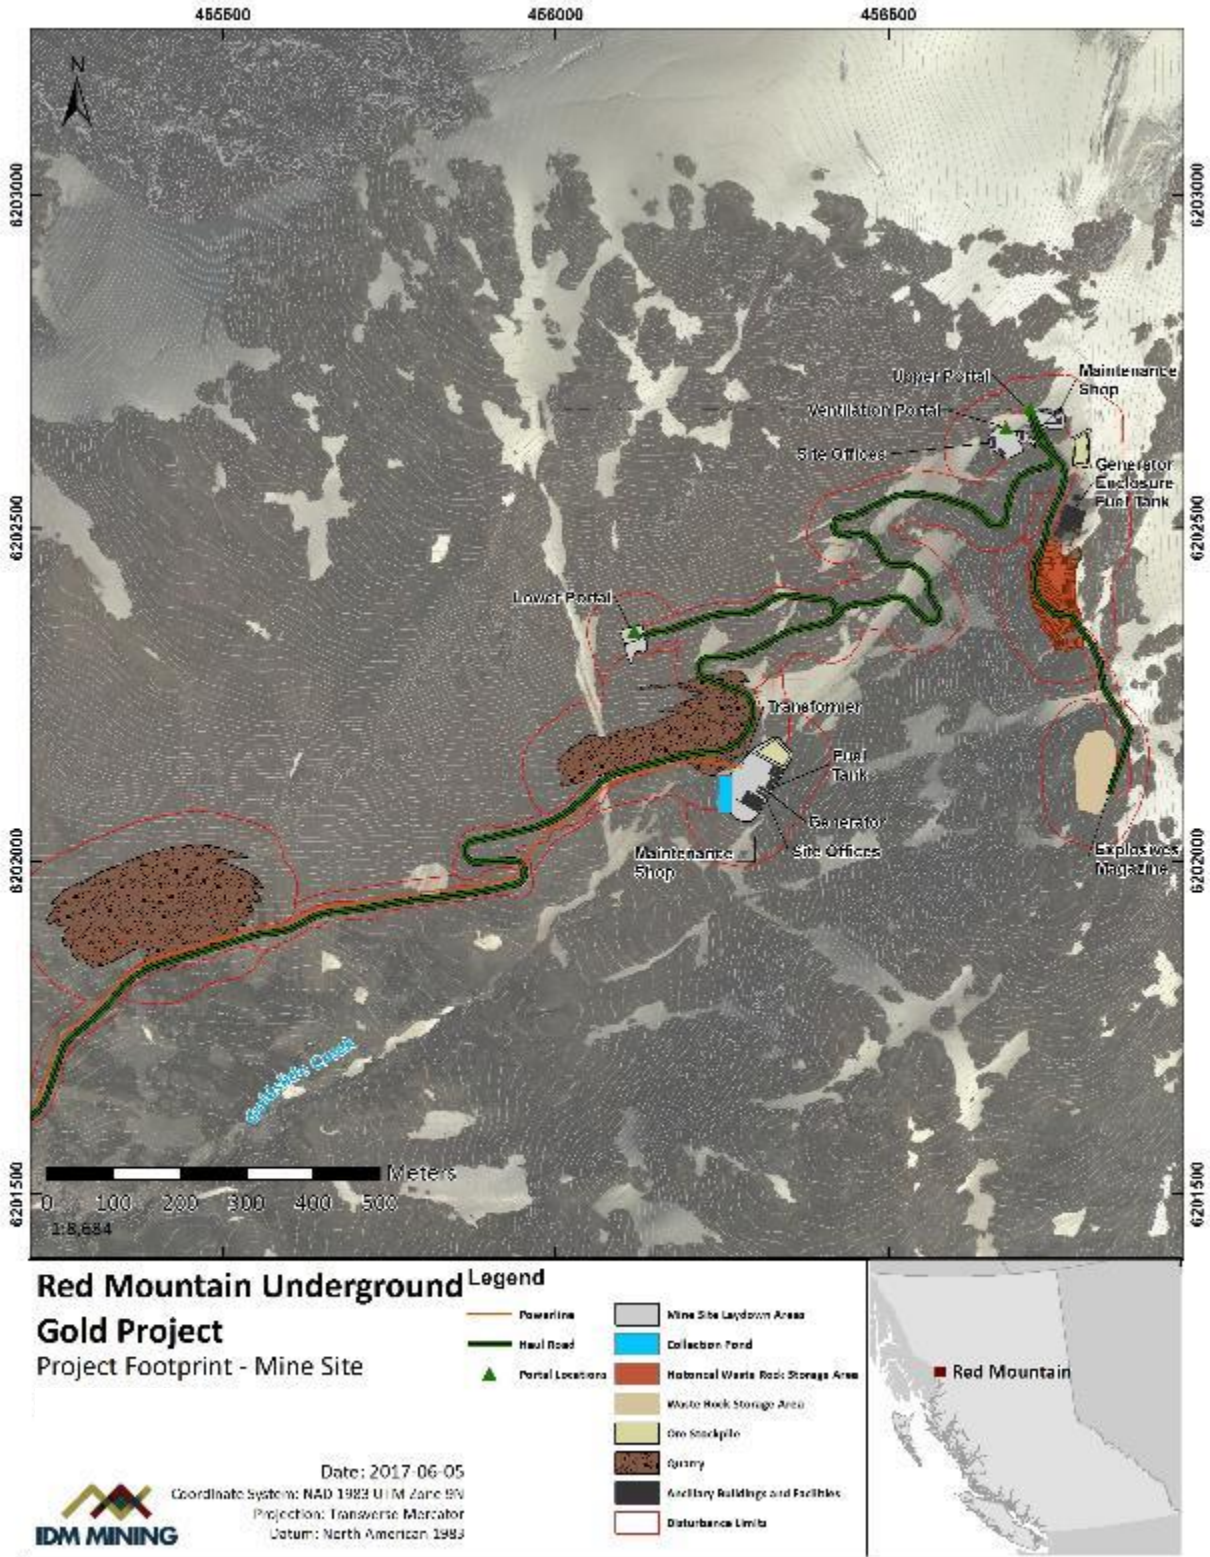 455500 456000 456500
N
6203000 6203000
Upper Portal
Maintenance
Shop
Ventilation Portal
Site Offices
Generator
Enclosure
Fuel Tank
6202500 6202500
Lower Portal
Transformer
Fuel
Tank
Generator
Maintenance
Shop
Site Offices
Explosives
Magazine
6202000 6202000
Goldslide Creek
Meters
0 100 200 300 400 500
1:8,684
6201500 6201500
Red Mountain Underground
Gold Project
Project Footprint - Mine Site
Legend
Powerline
Haul Road
Portal Locations
Mine Site Laydown Areas
Collection Pond
Historical Waste Rock Storage Area
Waste Rock Storage Area
Ore Stockpile
Quarry
Ancillary Buildings and Facilities
Disturbance Limits
Red Mountain
Date: 2017-06-05
Coordinate System: NAD 1983 UTM Zone 9N
Projection: Transverse Mercator
Datum: North American 1983
IDM MINING